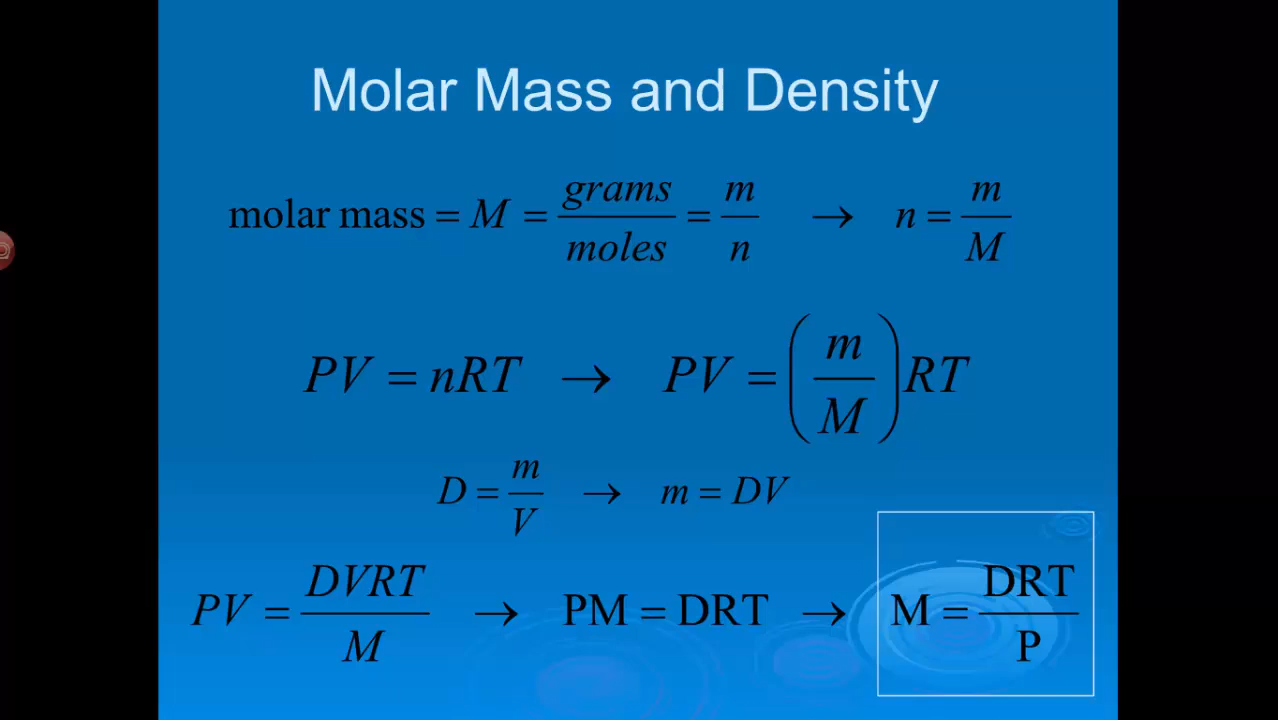 Molar Mass and Density
molar mass = M = grams/moles = m/n → n = m/M
PV = nRT → PV = (m/M)RT
D = m/V → m = DV
PV = DVRT/M → PM = DRT → M = DRT/P